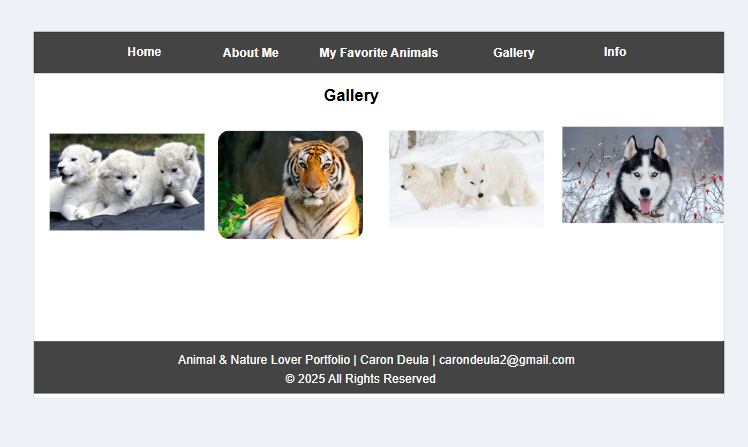 Home About Me My Favorite Animals Gallery Info
Gallery
Animal & Nature Lover Portfolio | Caron Deula | carondeula2@gmail.com
© 2025 All Rights Reserved